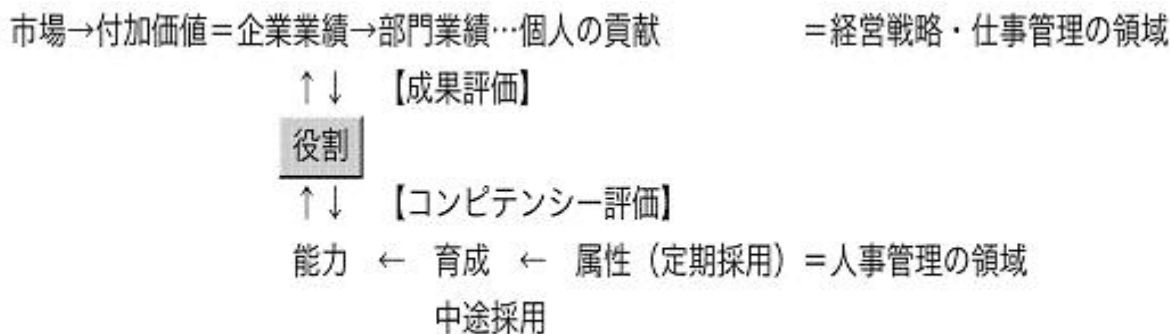 市場→付加価値＝企業業績→部門業績…個人の貢献　＝経営戦略・仕事管理の領域
↑↓　【成果評価】
役割
↑↓　【コンピテンシー評価】
能力　←　育成　←　属性（定期採用）＝人事管理の領域
中途採用